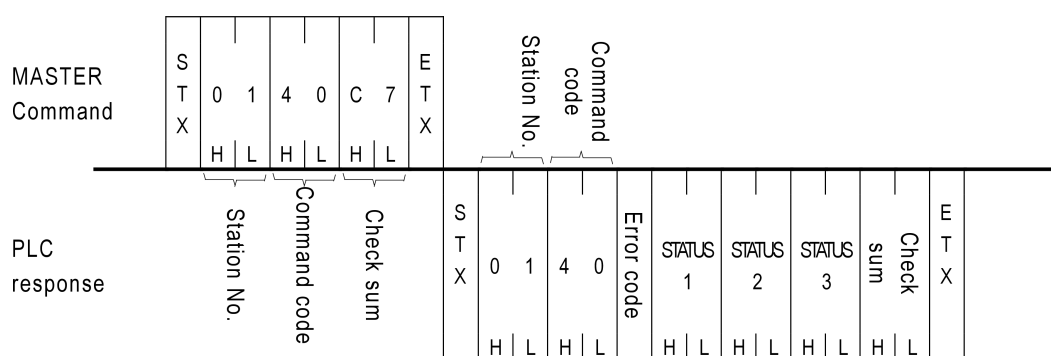 MASTER
Command
S
T
X
0 1 4 0 C 7
E
T
X
H L H L H L
Station No.
Command
code
Station No.
Command code
Check sum
PLC
response
S
T
X
0 1 4 0
Error code
STATUS
1
STATUS
2
STATUS
3
Check
sum
E
T
X
H L H L H L H L H L H L